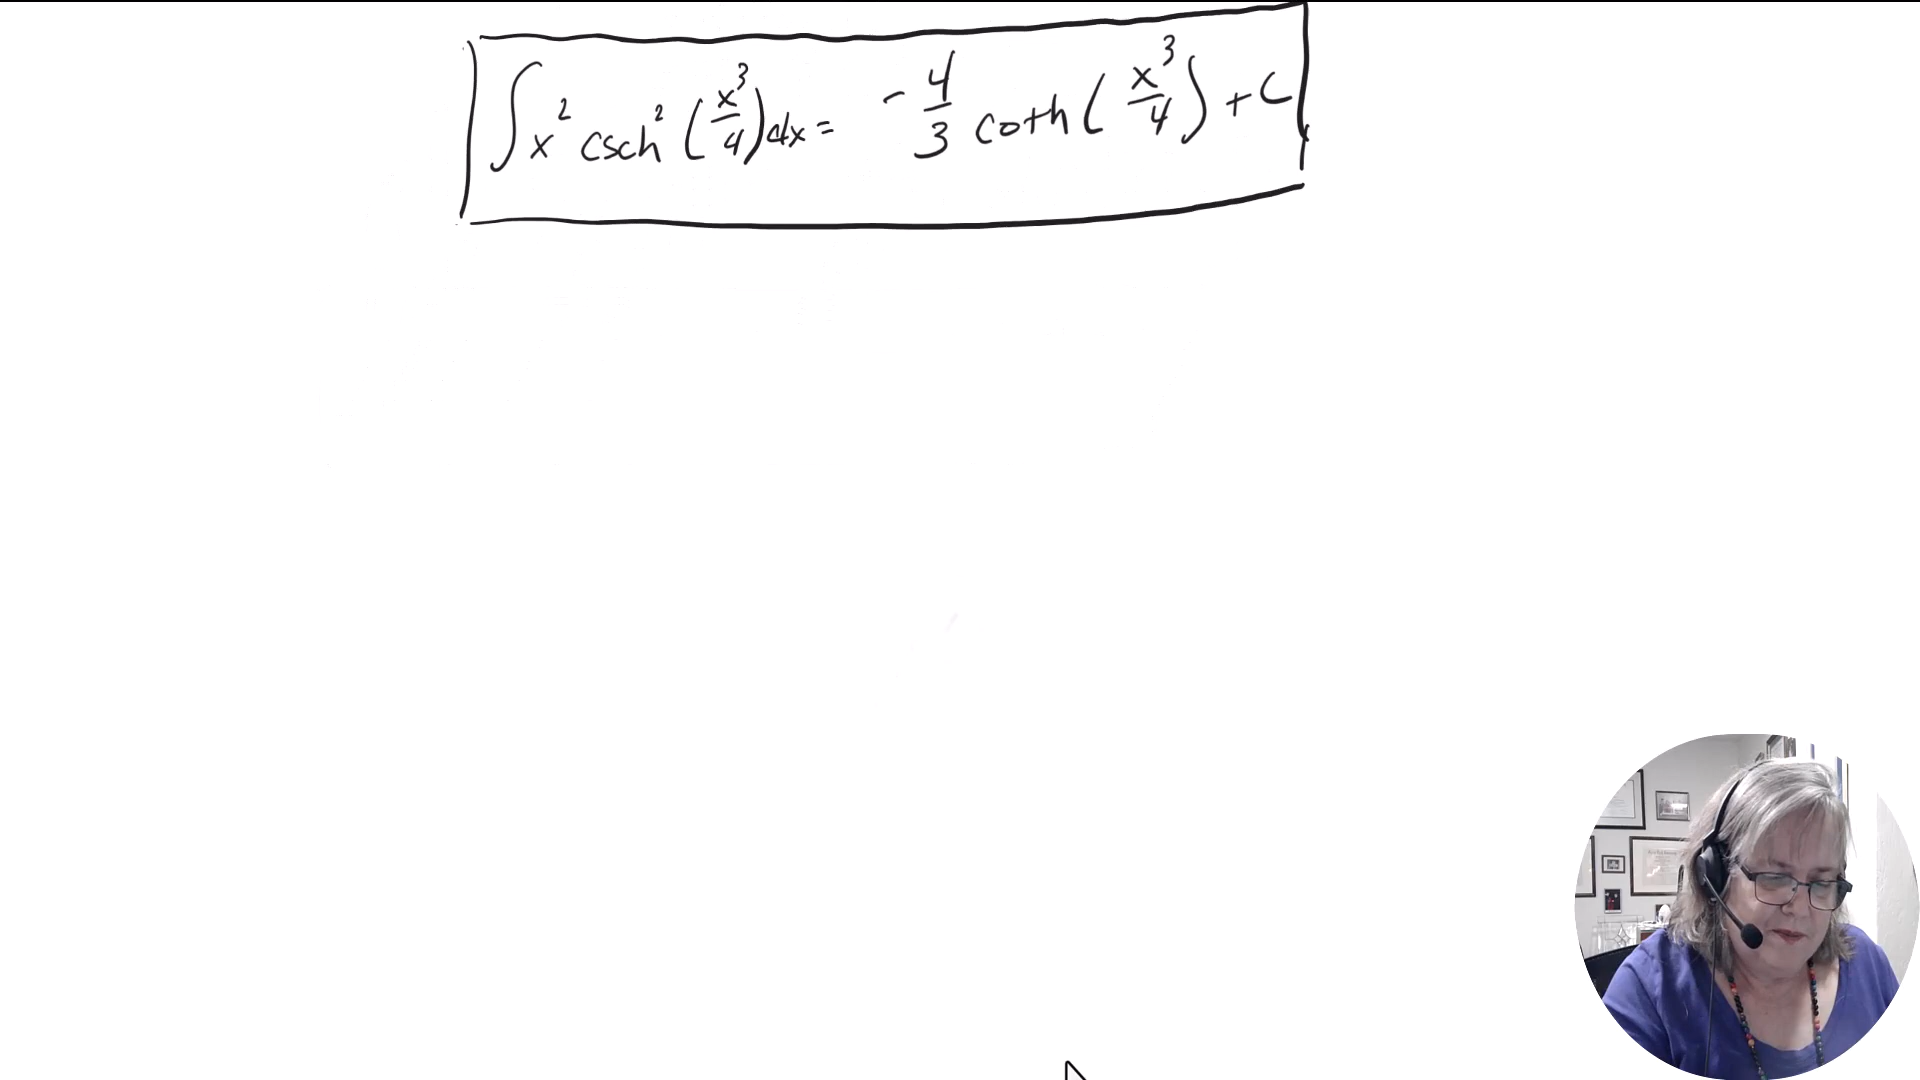 ∫ x² csch² (x³/4) dx = - 4/3 coth (x³/4) + C